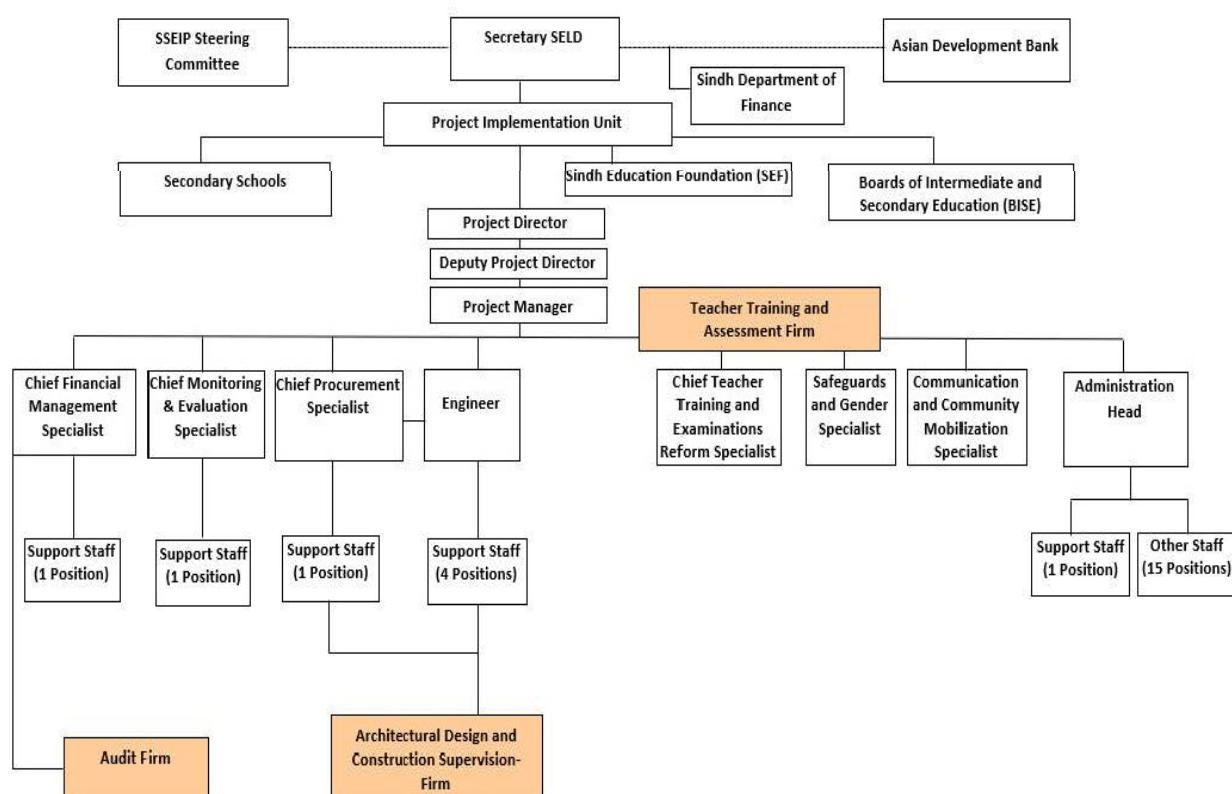 SSEIP Steering
Committee
Secretary SELD
Asian Development Bank
Sindh Department of
Finance
Project Implementation Unit
Secondary Schools
Sindh Education Foundation (SEF)
Boards of Intermediate and
Secondary Education (BISE)
Project Director
Deputy Project Director
Project Manager
Teacher Training and
Assessment Firm
Chief Financial
Management
Specialist
Chief Monitoring
& Evaluation
Specialist
Chief Procurement
Specialist
Engineer
Chief Teacher
Training and
Examinations
Reform Specialist
Safeguards
and Gender
Specialist
Communication
and Community
Mobilization
Specialist
Administration
Head
Support Staff
(1 Position)
Support Staff
(1 Position)
Support Staff
(1 Position)
Support Staff
(4 Positions)
Support Staff
(1 Position)
Other Staff
(15 Positions)
Audit Firm
Architectural Design and
Construction Supervision-
Firm